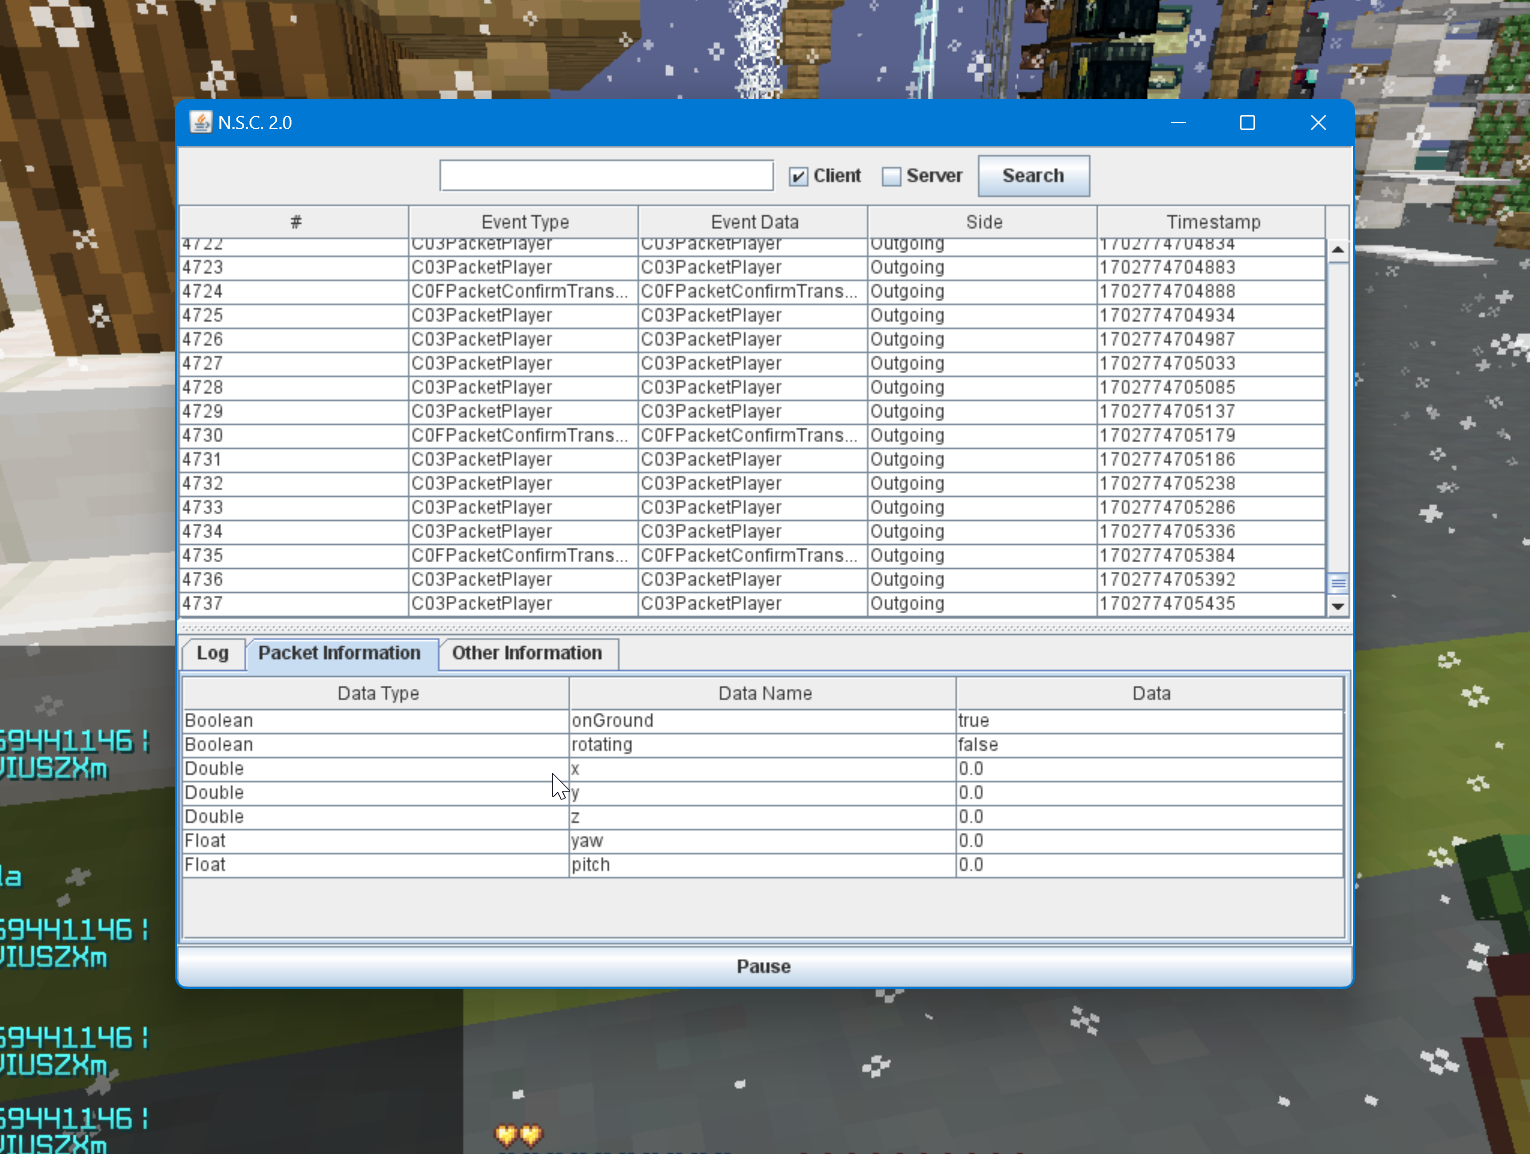 N.S.C. 2.0
Client Server Search
# Event Type Event Data Side Timestamp
4722 C03PacketPlayer C03PacketPlayer Outgoing 1702774704834
4723 C03PacketPlayer C03PacketPlayer Outgoing 1702774704883
4724 C0FPacketConfirmTrans... C0FPacketConfirmTrans... Outgoing 1702774704888
4725 C03PacketPlayer C03PacketPlayer Outgoing 1702774704934
4726 C03PacketPlayer C03PacketPlayer Outgoing 1702774704987
4727 C03PacketPlayer C03PacketPlayer Outgoing 1702774705033
4728 C03PacketPlayer C03PacketPlayer Outgoing 1702774705085
4729 C03PacketPlayer C03PacketPlayer Outgoing 1702774705137
4730 C0FPacketConfirmTrans... C0FPacketConfirmTrans... Outgoing 1702774705179
4731 C03PacketPlayer C03PacketPlayer Outgoing 1702774705186
4732 C03PacketPlayer C03PacketPlayer Outgoing 1702774705238
4733 C03PacketPlayer C03PacketPlayer Outgoing 1702774705286
4734 C03PacketPlayer C03PacketPlayer Outgoing 1702774705336
4735 C0FPacketConfirmTrans... C0FPacketConfirmTrans... Outgoing 1702774705384
4736 C03PacketPlayer C03PacketPlayer Outgoing 1702774705392
4737 C03PacketPlayer C03PacketPlayer Outgoing 1702774705435
Log Packet Information Other Information
Data Type Data Name Data
Boolean onGround true
Boolean rotating false
Double x 0.0
Double y 0.0
Double z 0.0
Float yaw 0.0
Float pitch 0.0
Pause
59441146¦
VIUSZXm
la
59441146¦
VIUSZXm
59441146¦
VIUSZXm
59441146¦
VIUSZXm